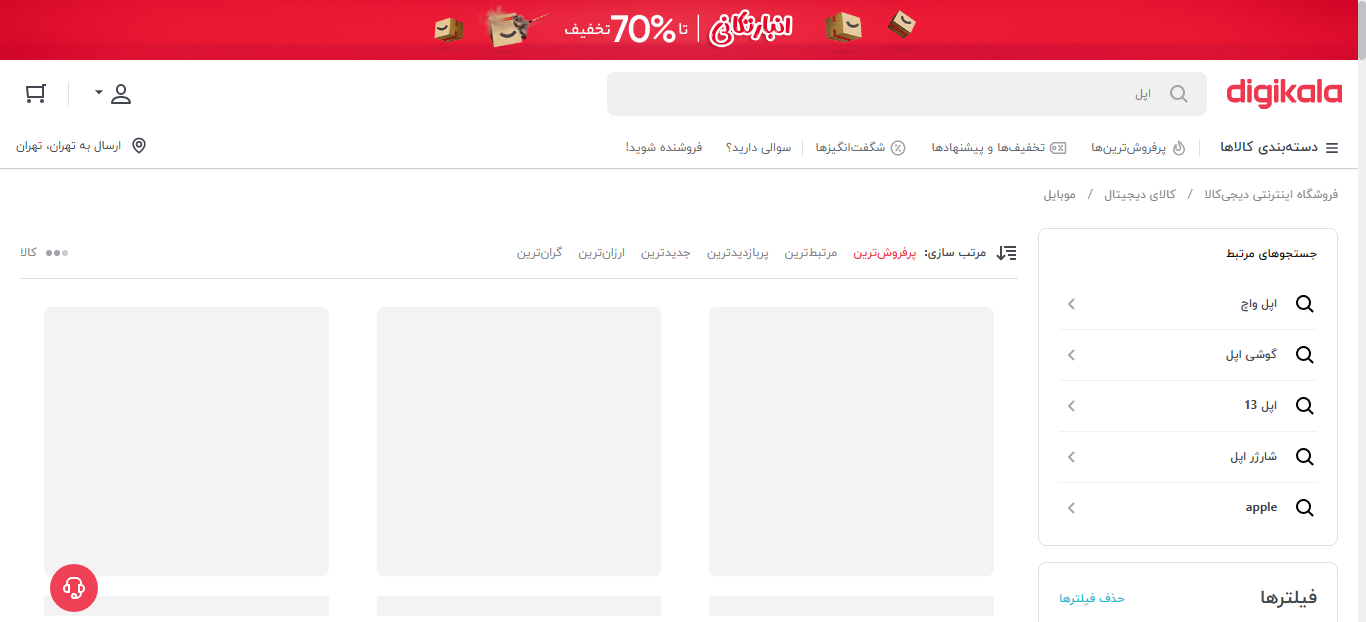 انبارتکانی تا 70% تخفیف
digikala
اپل
دسته‌بندی کالاها
پرفروش‌ترین‌ها
تخفیف‌ها و پیشنهادها
شگفت‌انگیزها
سوالی دارید؟
فروشنده شوید!
ارسال به تهران، تهران
فروشگاه اینترنتی دیجی‌کالا / کالای دیجیتال / موبایل
جستجوهای مرتبط
اپل واچ
گوشی اپل
اپل 13
شارژر اپل
apple
فیلترها
حذف فیلترها
مرتب سازی: پرفروش‌ترین مرتبط‌ترین پربازدیدترین جدیدترین ارزان‌ترین گران‌ترین
کالا